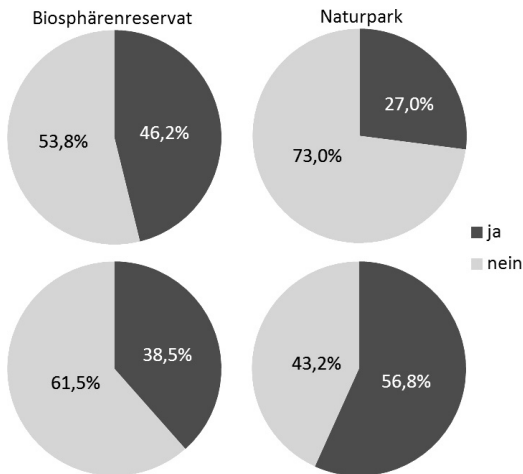 Biosphärenreservat
Naturpark
53,8%
46,2%
27,0%
73,0%
ja
nein
61,5%
38,5%
43,2%
56,8%